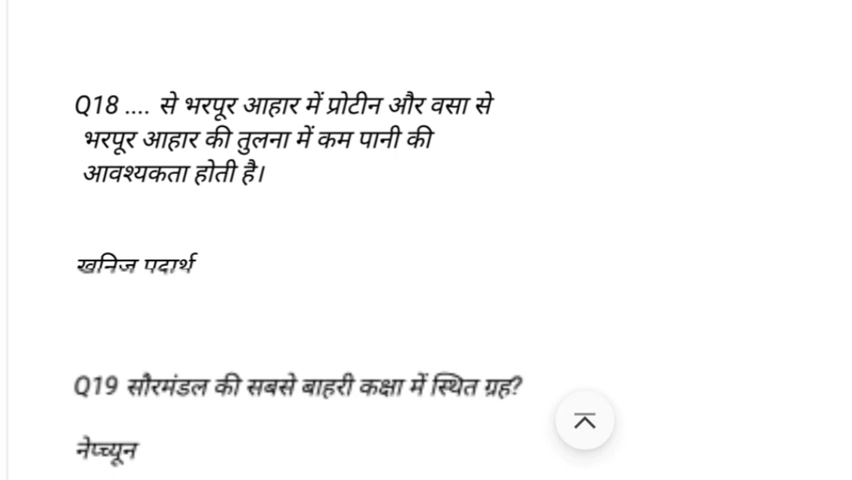 Q18 .... से भरपूर आहार में प्रोटीन और वसा से
भरपूर आहार की तुलना में कम पानी की
आवश्यकता होती है।
खनिज पदार्थ
Q19 सौरमंडल की सबसे बाहरी कक्षा में स्थित ग्रह?
नेप्च्यून